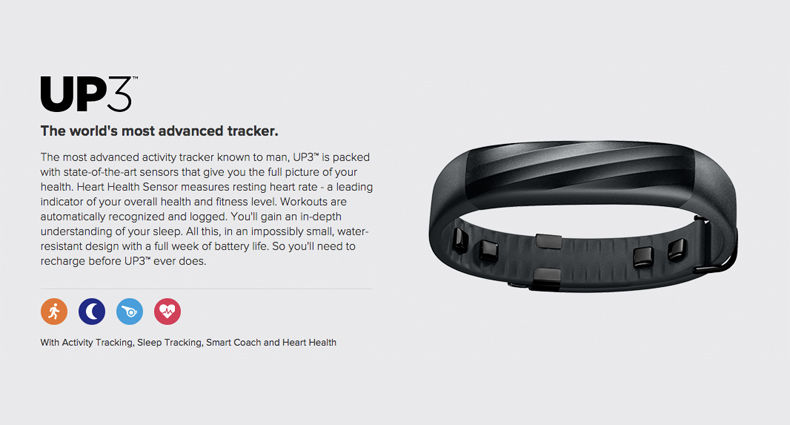 UP3™
The world's most advanced tracker.
The most advanced activity tracker known to man, UP3™ is packed
with state-of-the-art sensors that give you the full picture of your
health. Heart Health Sensor measures resting heart rate - a leading
indicator of your overall health and fitness level. Workouts are
automatically recognized and logged. You'll gain an in-depth
understanding of your sleep. All this, in an impossibly small, water-
resistant design with a full week of battery life. So you'll need to
recharge before UP3™ ever does.
With Activity Tracking, Sleep Tracking, Smart Coach and Heart Health